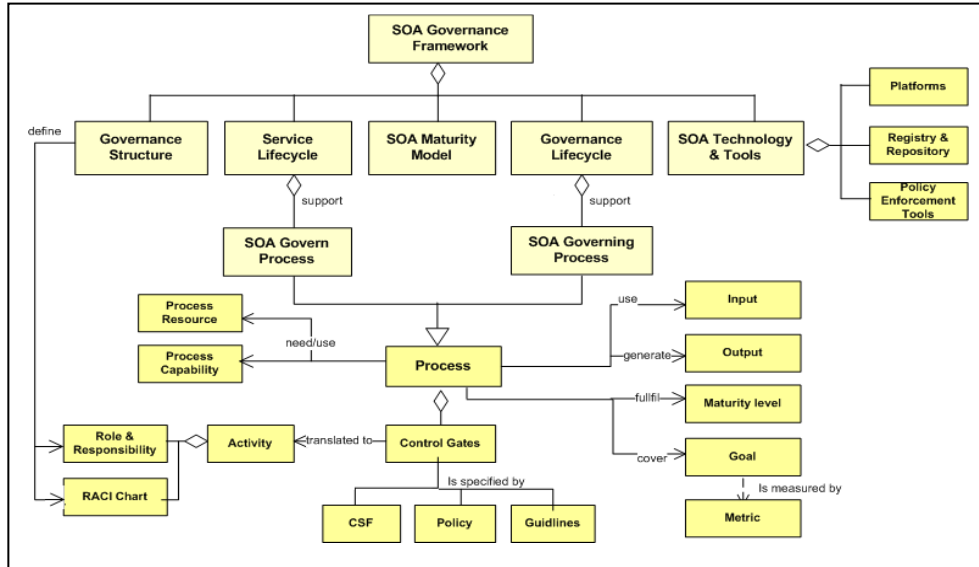 SOA Governance
Framework
Platforms
define
Governance
Structure
Service
Lifecycle
SOA Maturity
Model
Governance
Lifecycle
SOA Technology
& Tools
Registry &
Repository
Policy
Enforcement
Tools
support
support
SOA Govern
Process
SOA Governing
Process
Process
Resource
use
Input
need/use
Process
Capability
Process
generate
Output
fullfil
Maturity level
Role &
Responsibility
Activity
translated to
Control Gates
cover
Goal
RACI Chart
Is specified by
Is measured by
CSF
Policy
Guidlines
Metric